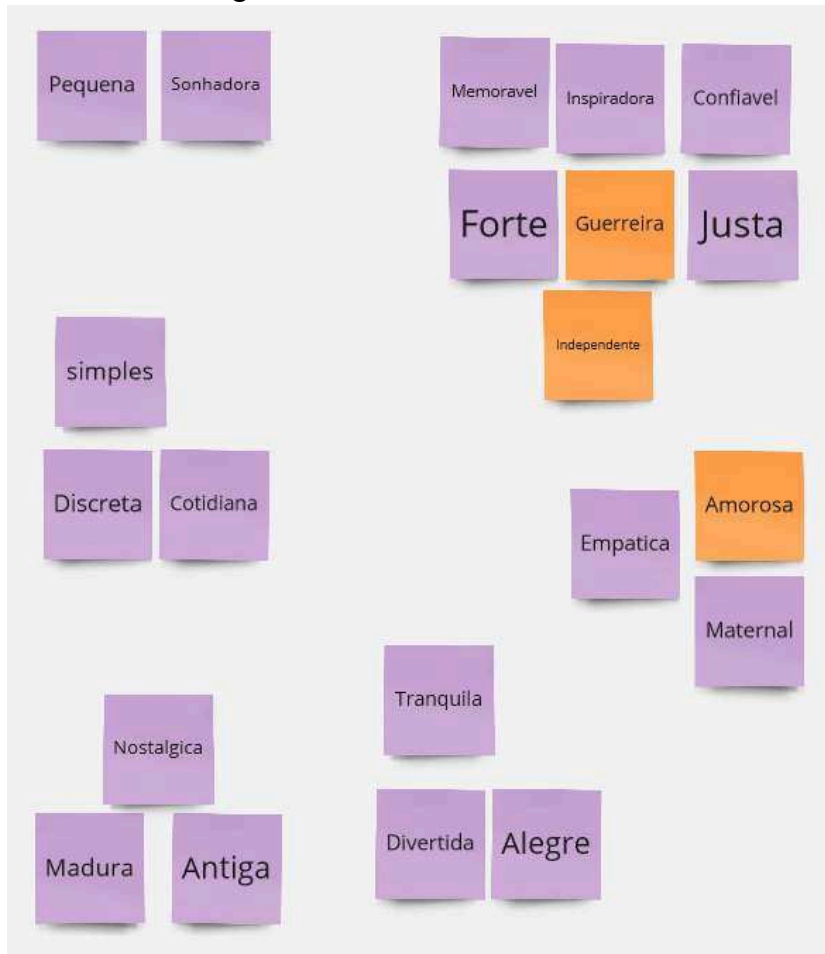 Pequena
Sonhadora
Memoravel
Inspiradora
Confiavel
Forte
Guerreira
Justa
Independente
simples
Discreta
Cotidiana
Empatica
Amorosa
Maternal
Nostalgica
Madura
Antiga
Tranquila
Divertida
Alegre